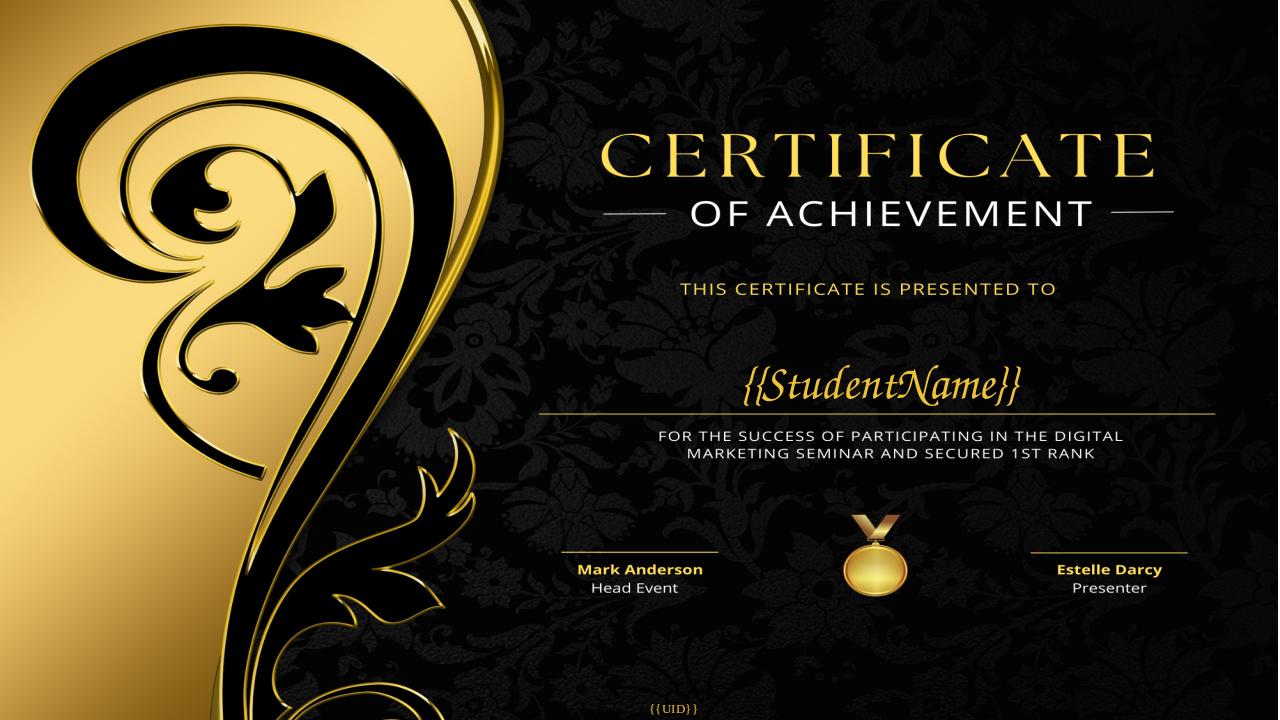 CERTIFICATE
OF ACHIEVEMENT
THIS CERTIFICATE IS PRESENTED TO
{{StudentName}}
FOR THE SUCCESS OF PARTICIPATING IN THE DIGITAL
MARKETING SEMINAR AND SECURED 1ST RANK
Mark Anderson
Head Event
Estelle Darcy
Presenter
{{UID}}